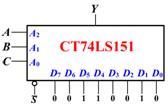 Y
A A₂
B A₁ CT74LS151
C A₀
D₇ D₆ D₅ D₄ D₃ D₂ D₁ D₀
S̅ 0 0 1 1 0 0 1 0